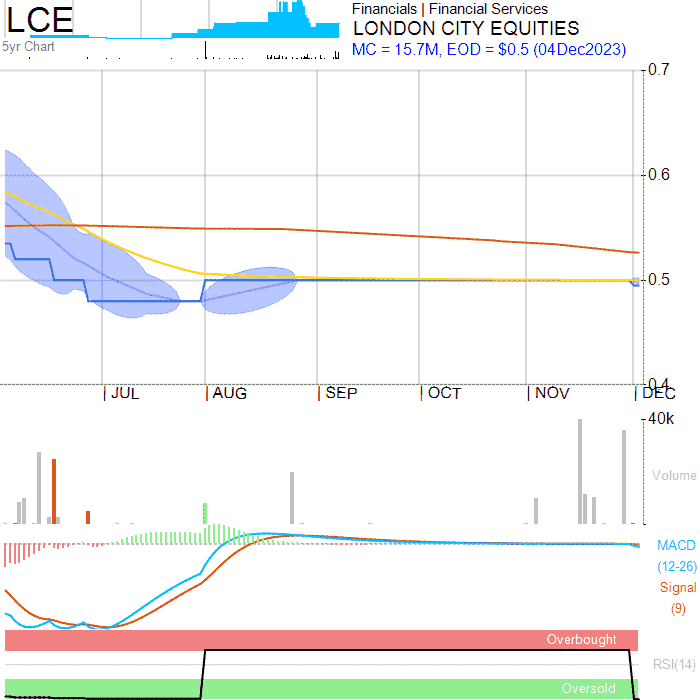 LCE
Financials | Financial Services
LONDON CITY EQUITIES
5yr Chart
MC = 15.7M, EOD = $0.5 (04Dec2023)
0.7
0.6
0.5
0.4
JUL
AUG
SEP
OCT
NOV
DEC
40k
Volume
MACD
(12-26)
Signal
(9)
Overbought
RSI(14)
Oversold